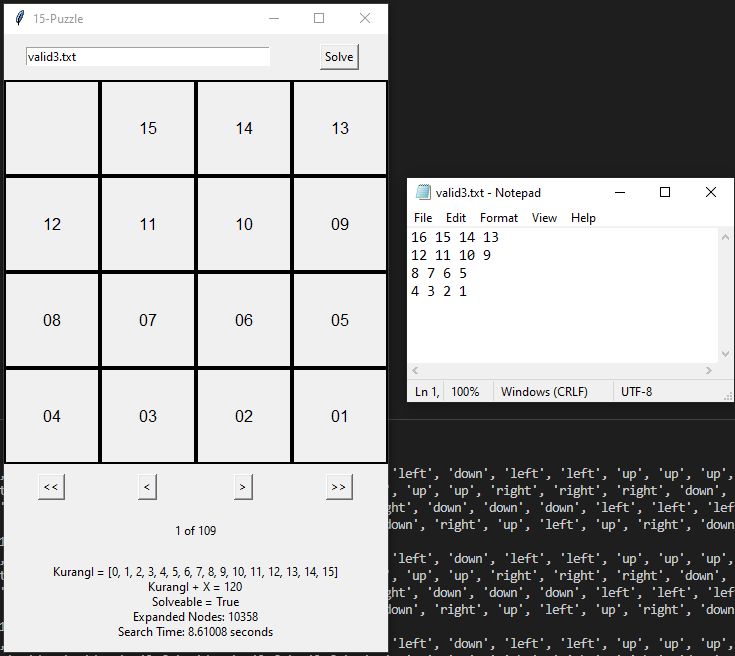 15-Puzzle
valid3.txt
Solve
15 14 13
12 11 10 09
08 07 06 05
04 03 02 01
<< < > >>
1 of 109
Kurangl = [0, 1, 2, 3, 4, 5, 6, 7, 8, 9, 10, 11, 12, 13, 14, 15]
Kurangl + X = 120
Solveable = True
Expanded Nodes: 10358
Search Time: 8.61008 seconds
valid3.txt - Notepad
File Edit Format View Help
16 15 14 13
12 11 10 9
8 7 6 5
4 3 2 1
Ln 1, 100% Windows (CRLF) UTF-8
'left', 'down', 'left', 'left', 'up', 'up', 'up',
'up', 'up', 'right', 'right', 'right', 'down',
'down', 'down', 'down', 'left', 'left',
'right', 'up', 'left', 'up', 'right', 'down
'left', 'down', 'left', 'left', 'up', 'up', 'up',
'up', 'up', 'right', 'right', 'right', 'down',
'down', 'down', 'down', 'left', 'left', 'left
'right', 'up', 'left', 'up', 'right', 'down
'left', 'down', 'left', 'left', 'up', 'up', 'up',